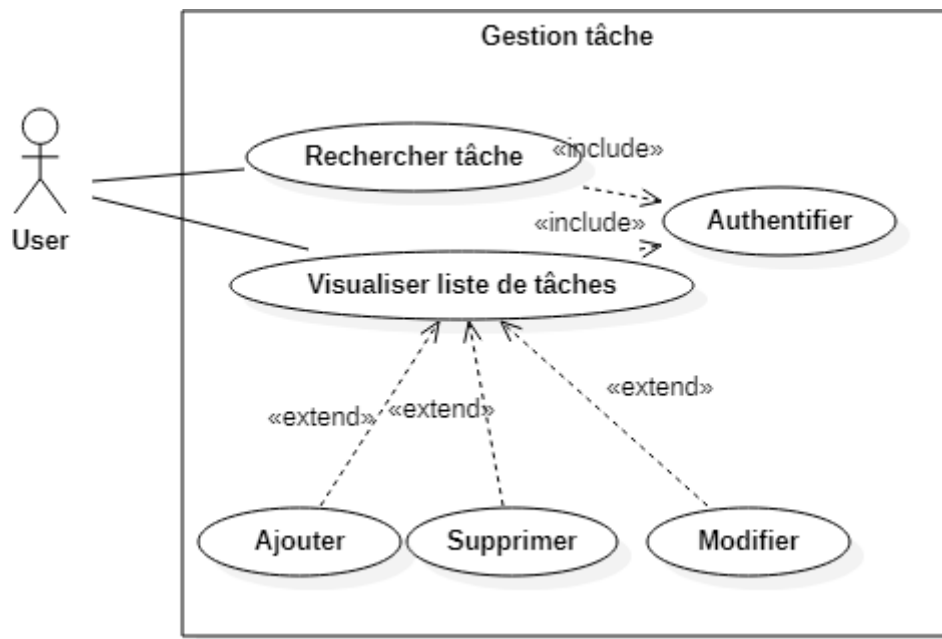 Gestion tâche
Rechercher tâche
«include»
«include»
Authentifier
User
Visualiser liste de tâches
«extend»
«extend»
«extend»
Ajouter
Supprimer
Modifier